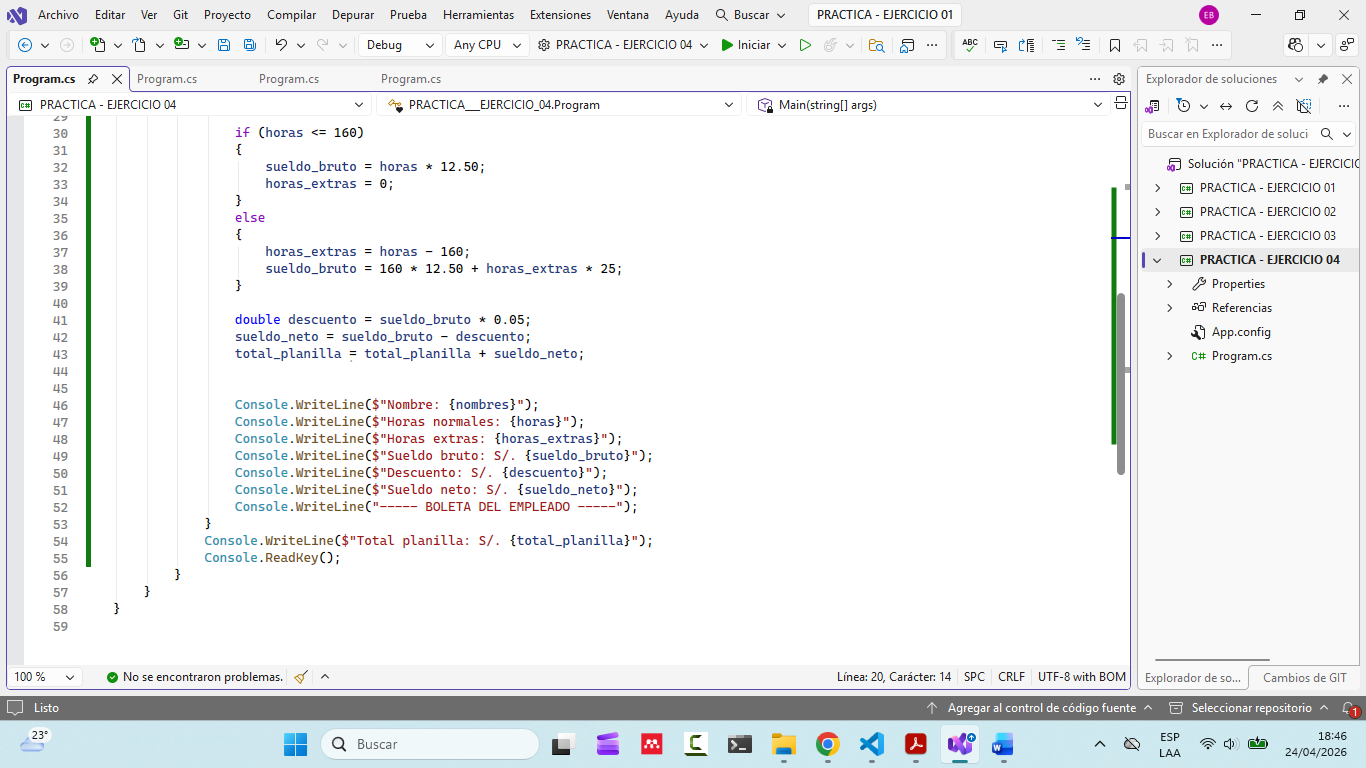 Archivo Editar Ver Git Proyecto Compilar Depurar Prueba Herramientas Extensiones Ventana Ayuda Buscar PRACTICA - EJERCICIO 01 EB
Debug Any CPU PRACTICA - EJERCICIO 04 Iniciar ABC
Program.cs Program.cs Program.cs Program.cs
PRACTICA - EJERCICIO 04 PRACTICA___EJERCICIO_04.Program Main(string[] args)
29
30 if (horas <= 160)
31 {
32 sueldo_bruto = horas * 12.50;
33 horas_extras = 0;
34 }
35 else
36 {
37 horas_extras = horas - 160;
38 sueldo_bruto = 160 * 12.50 + horas_extras * 25;
39 }
40
41 double descuento = sueldo_bruto * 0.05;
42 sueldo_neto = sueldo_bruto - descuento;
43 total_planilla = total_planilla + sueldo_neto;
44
45
46 Console.WriteLine($"Nombre: {nombres}");
47 Console.WriteLine($"Horas normales: {horas}");
48 Console.WriteLine($"Horas extras: {horas_extras}");
49 Console.WriteLine($"Sueldo bruto: S/. {sueldo_bruto}");
50 Console.WriteLine($"Descuento: S/. {descuento}");
51 Console.WriteLine($"Sueldo neto: S/. {sueldo_neto}");
52 Console.WriteLine("----- BOLETA DEL EMPLEADO -----");
53 }
54 Console.WriteLine($"Total planilla: S/. {total_planilla}");
55 Console.ReadKey();
56 }
57 }
58 }
59
100 % No se encontraron problemas. Línea: 20, Carácter: 14 SPC CRLF UTF-8 with BOM
Explorador de soluciones
Buscar en Explorador de soluci
Solución "PRACTICA - EJERCIC
C# PRACTICA - EJERCICIO 01
C# PRACTICA - EJERCICIO 02
C# PRACTICA - EJERCICIO 03
C# PRACTICA - EJERCICIO 04
Properties
Referencias
App.config
C# Program.cs
Explorador de so... Cambios de GIT
Listo Agregar al control de código fuente Seleccionar repositorio 1
23° Buscar ESP LAA 18:46 24/04/2026